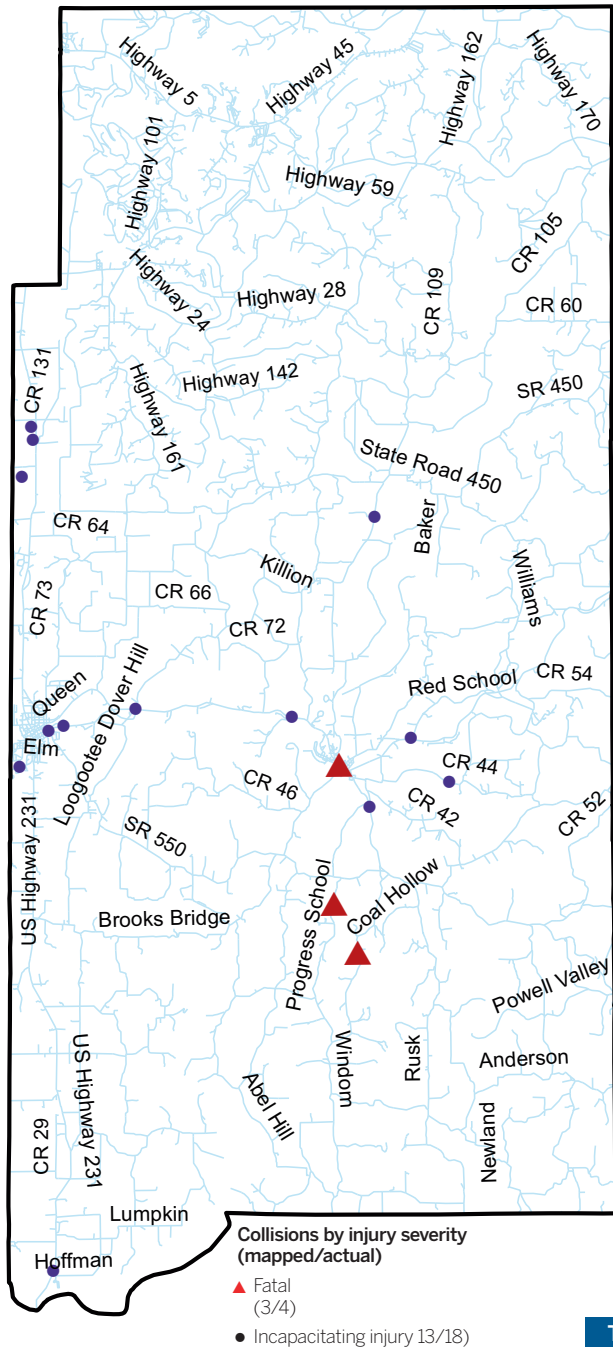 Highway 5
Highway 45
Highway 162
Highway 170
Highway 101
Highway 59
CR 105
Highway 24
Highway 28
CR 109
CR 60
CR 131
Highway 161
Highway 142
SR 450
State Road 450
CR 64
Baker
Killion
Williams
CR 73
CR 66
CR 72
Queen
Loogootee Dover Hill
Red School
CR 54
Elm
CR 46
CR 44
CR 42
CR 52
US Highway 231
SR 550
Brooks Bridge
Progress School
Coal Hollow
Powell Valley
US Highway 231
Windom
Rusk
Anderson
Abel Hill
Newland
CR 29
Lumpkin
Hoffman
Collisions by injury severity
(mapped/actual)
Fatal
(3/4)
Incapacitating injury 13/18)